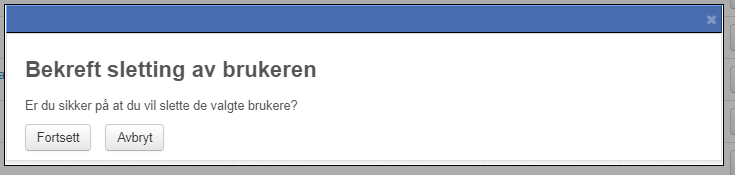 Bekreft sletting av brukeren
Er du sikker på at du vil slette de valgte brukere?
Fortsett Avbryt